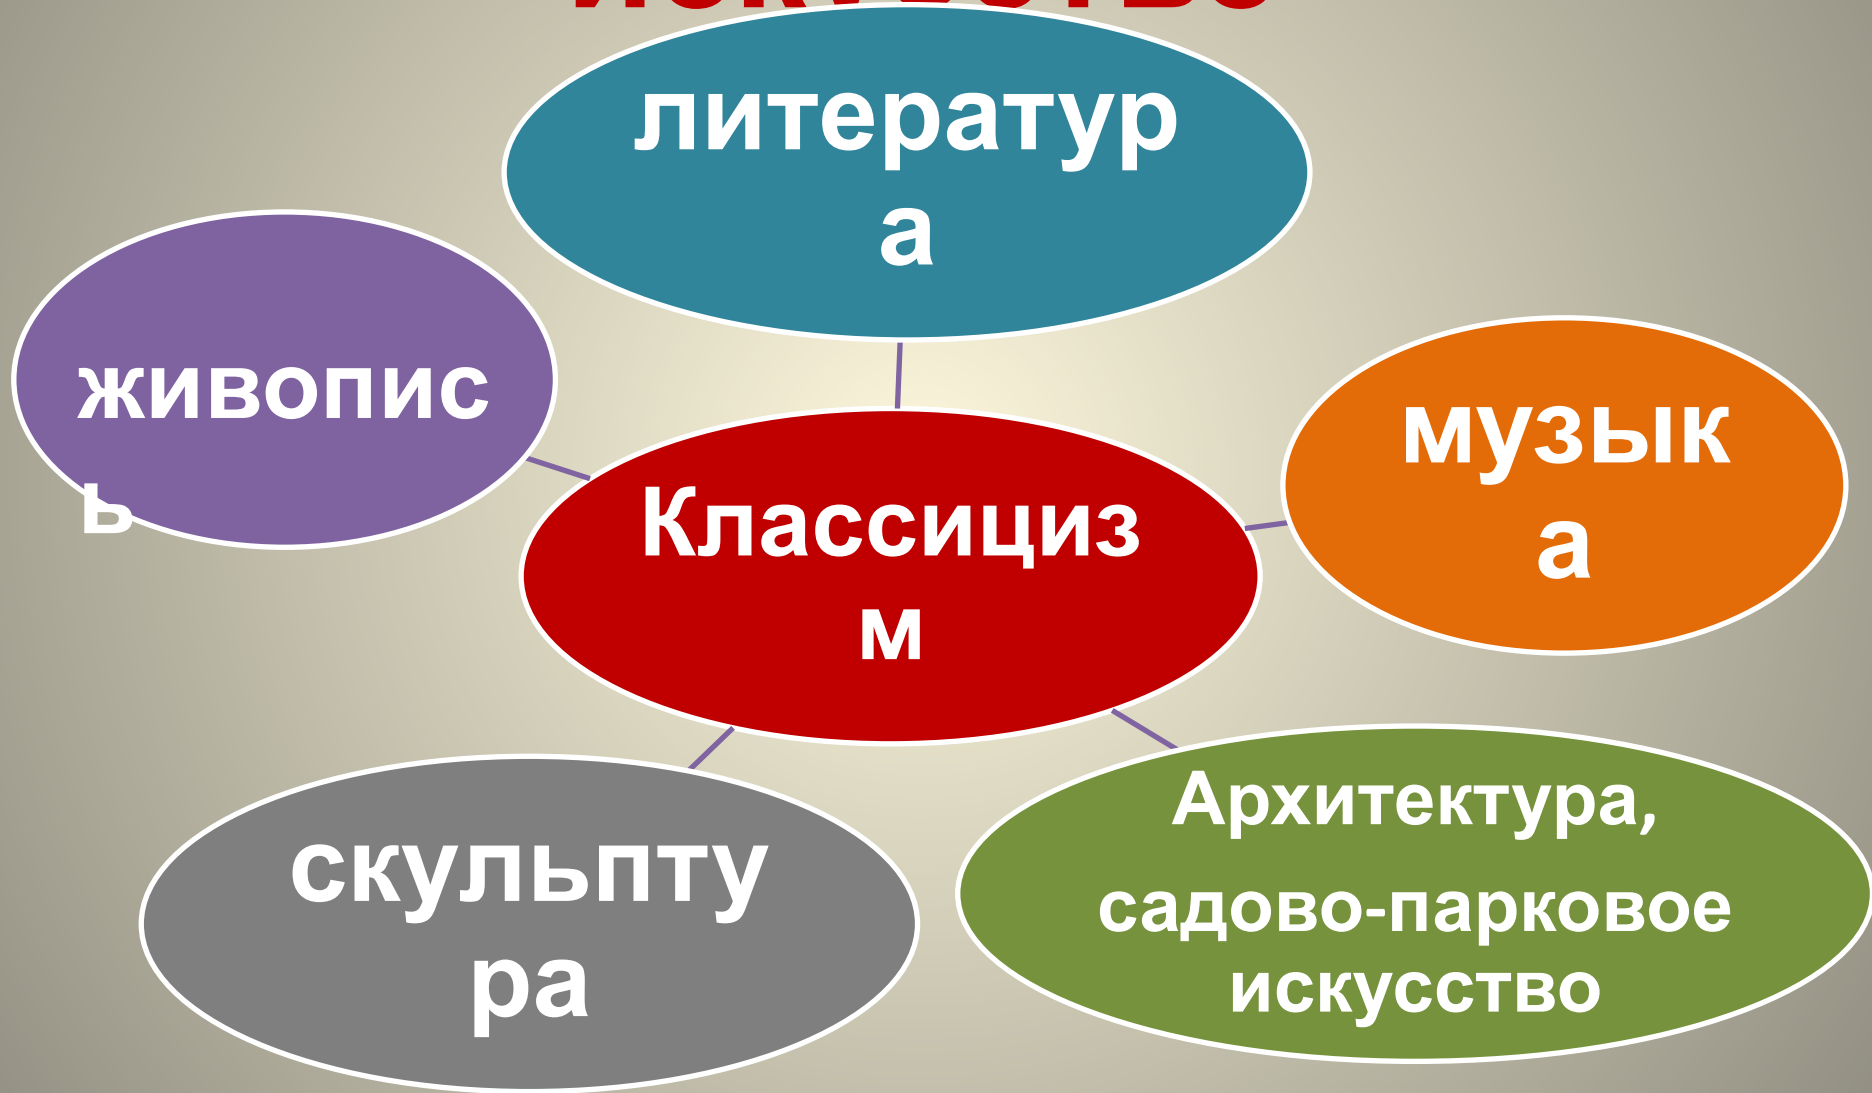 литератур
а
живопис
ь
музык
а
Классициз
м
скульпту
ра
Архитектура,
садово-парковое
искусство